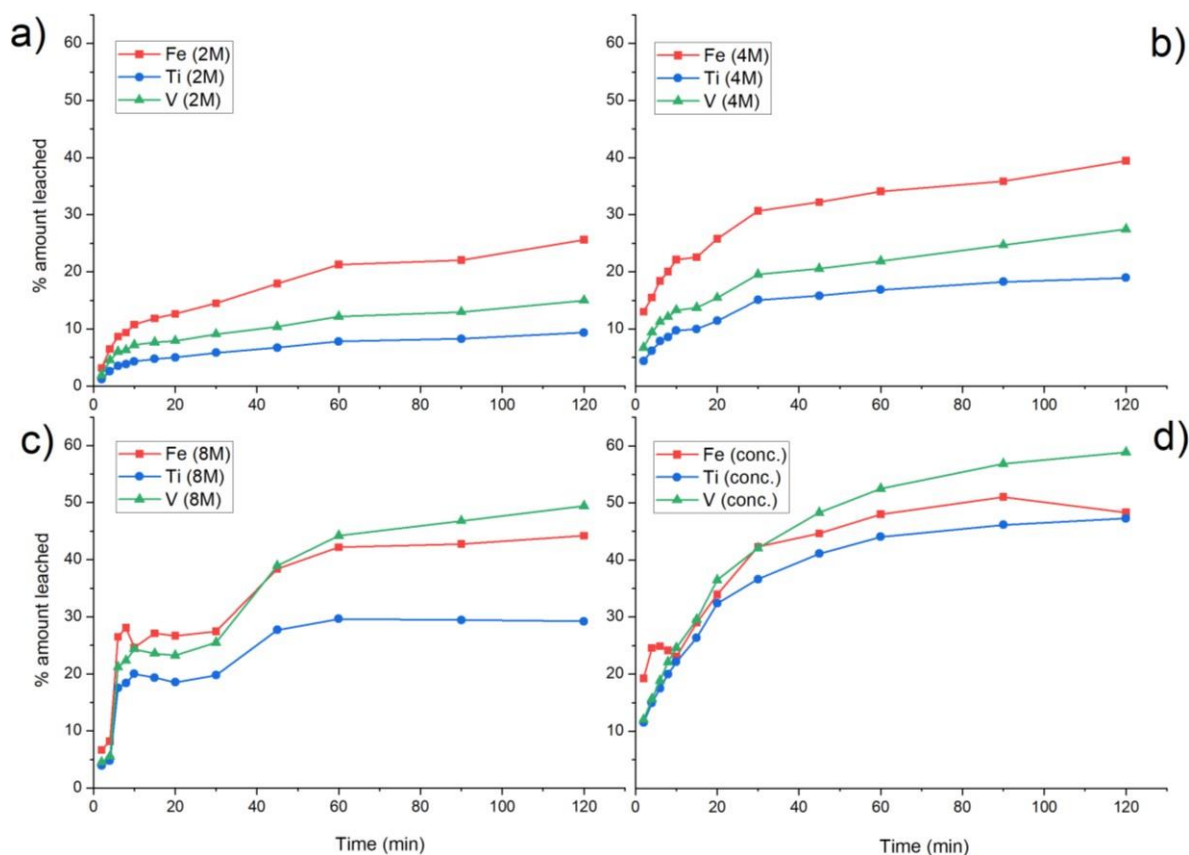 a)
Fe (2M)
Ti (2M)
V (2M)
% amount leached
60
50
40
30
20
10
0
0 20 40 60 80 100 120
b)
Fe (4M)
Ti (4M)
V (4M)
60
50
40
30
20
10
0
0 20 40 60 80 100 120
c)
Fe (8M)
Ti (8M)
V (8M)
% amount leached
60
50
40
30
20
10
0
0 20 40 60 80 100 120
Time (min)
d)
Fe (conc.)
Ti (conc.)
V (conc.)
60
50
40
30
20
10
0
0 20 40 60 80 100 120
Time (min)